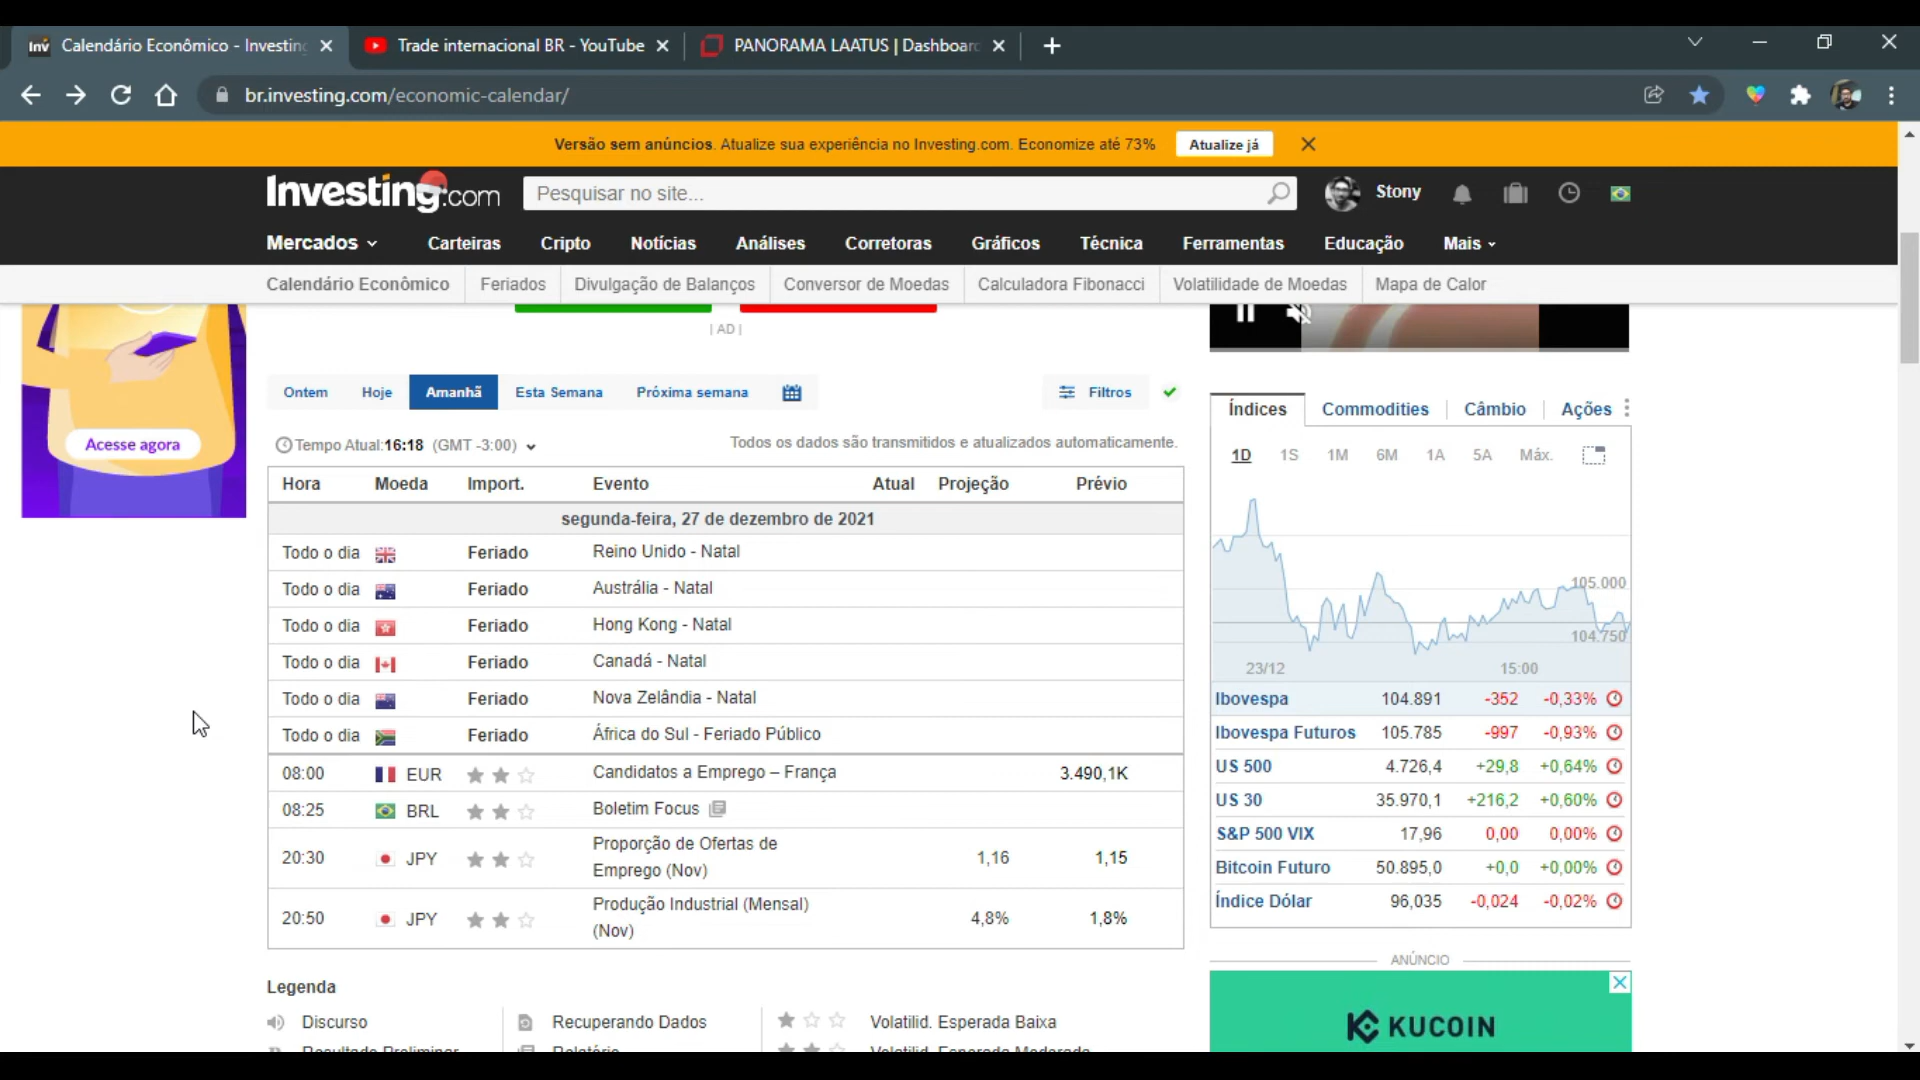 Inv Calendário Econômico - Investin
Trade internacional BR - YouTube
PANORAMA LAATUS | Dashboar
br.investing.com/economic-calendar/
Versão sem anúncios. Atualize sua experiência no Investing.com. Economize até 73%
Atualize já
Investing.com
Pesquisar no site...
Stony
Mercados
Carteiras
Cripto
Notícias
Análises
Corretoras
Gráficos
Técnica
Ferramentas
Educação
Mais
Calendário Econômico
Feriados
Divulgação de Balanços
Conversor de Moedas
Calculadora Fibonacci
Volatilidade de Moedas
Mapa de Calor
| AD |
Acesse agora
Ontem
Hoje
Amanhã
Esta Semana
Próxima semana
Filtros
Tempo Atual:16:18 (GMT -3:00)
Todos os dados são transmitidos e atualizados automaticamente.
Hora Moeda Import. Evento Atual Projeção Prévio
segunda-feira, 27 de dezembro de 2021
Todo o dia Feriado Reino Unido - Natal
Todo o dia Feriado Austrália - Natal
Todo o dia Feriado Hong Kong - Natal
Todo o dia Feriado Canadá - Natal
Todo o dia Feriado Nova Zelândia - Natal
Todo o dia Feriado África do Sul - Feriado Público
08:00 EUR Candidatos a Emprego – França 3.490,1K
08:25 BRL Boletim Focus
20:30 JPY Proporção de Ofertas de Emprego (Nov) 1,16 1,15
20:50 JPY Produção Industrial (Mensal) (Nov) 4,8% 1,8%
Legenda
Discurso
Recuperando Dados
Volatilid. Esperada Baixa
Resultado Preliminar
Relatório
Volatilid. Esperada Moderada
Índices
Commodities
Câmbio
Ações
1D 1S 1M 6M 1A 5A Máx.
105.000
104.750
23/12 15:00
Ibovespa 104.891 -352 -0,33%
Ibovespa Futuros 105.785 -997 -0,93%
US 500 4.726,4 +29,8 +0,64%
US 30 35.970,1 +216,2 +0,60%
S&P 500 VIX 17,96 0,00 0,00%
Bitcoin Futuro 50.895,0 +0,0 +0,00%
Índice Dólar 96,035 -0,024 -0,02%
ANÚNCIO
KUCOIN